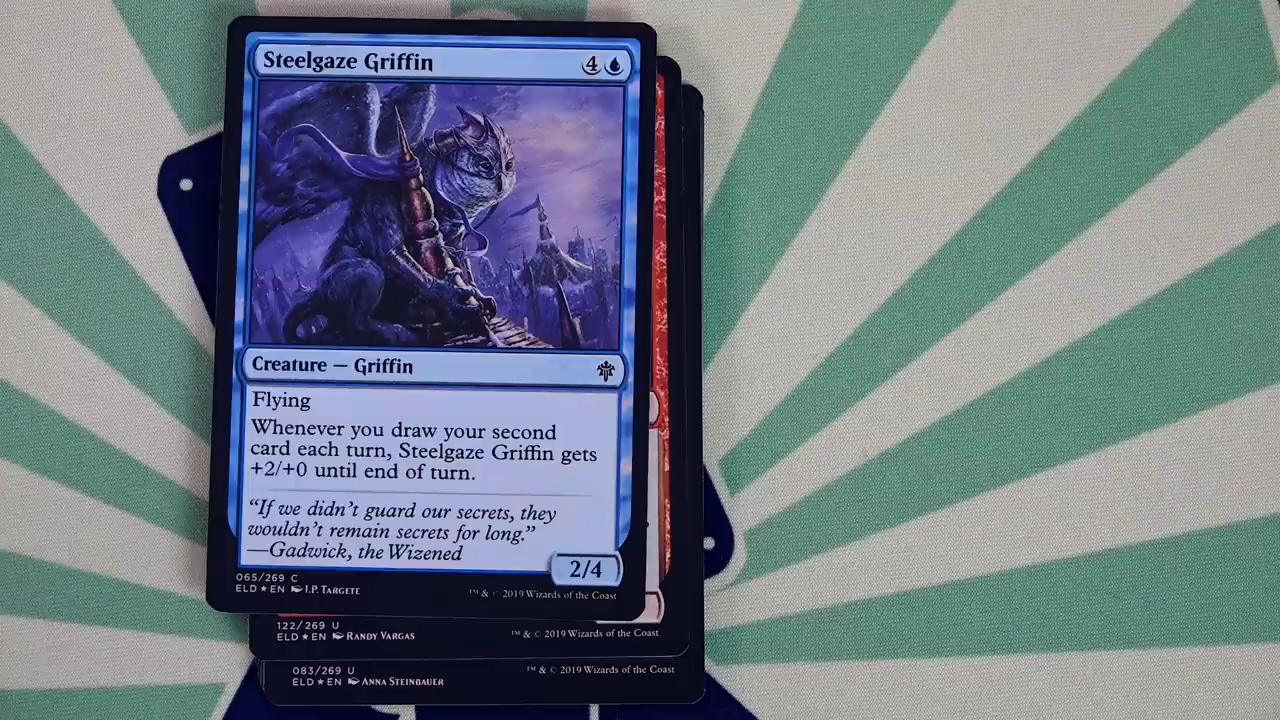 Steelgaze Griffin 4
Creature — Griffin
Flying
Whenever you draw your second
card each turn, Steelgaze Griffin gets
+2/+0 until end of turn.
“If we didn’t guard our secrets, they
wouldn’t remain secrets for long.”
—Gadwick, the Wizened
2/4
065/269 C
ELD★EN J.P. Targete
™ & © 2019 Wizards of the Coast
122/269 U
ELD★EN Randy Vargas
™ & © 2019 Wizards of the Coast
083/269 U
ELD★EN Anna Steinbauer
™ & © 2019 Wizards of the Coast